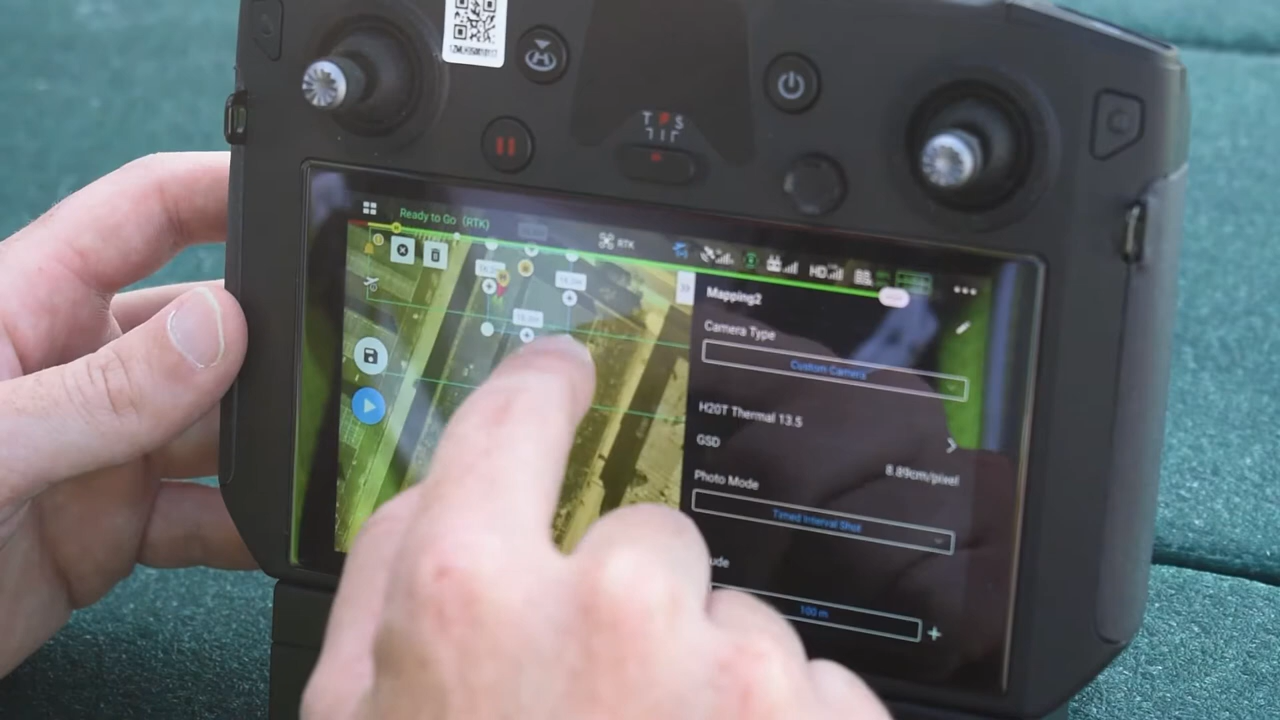 T F S
Ready to Go (RTK)
RTK
HD
Mapping2
Camera Type
Custom Camera
H20T Thermal 13.5
GSD
8.89cm/pixel
Photo Mode
Timed Interval Shot
100 m